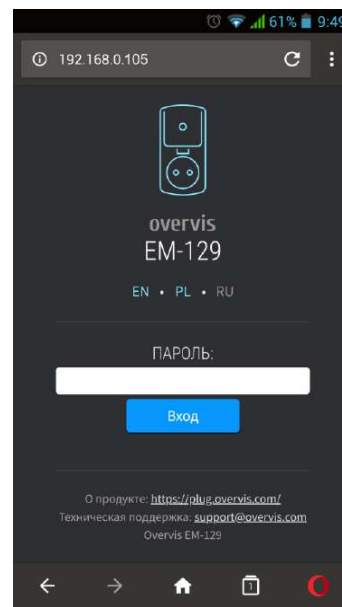 61% 9:49
192.168.0.105
overvis
EM-129
EN • PL • RU
ПАРОЛЬ:
Вход
О продукте: https://plug.overvis.com/
Техническая поддержка: support@overvis.com
Overvis EM-129
1